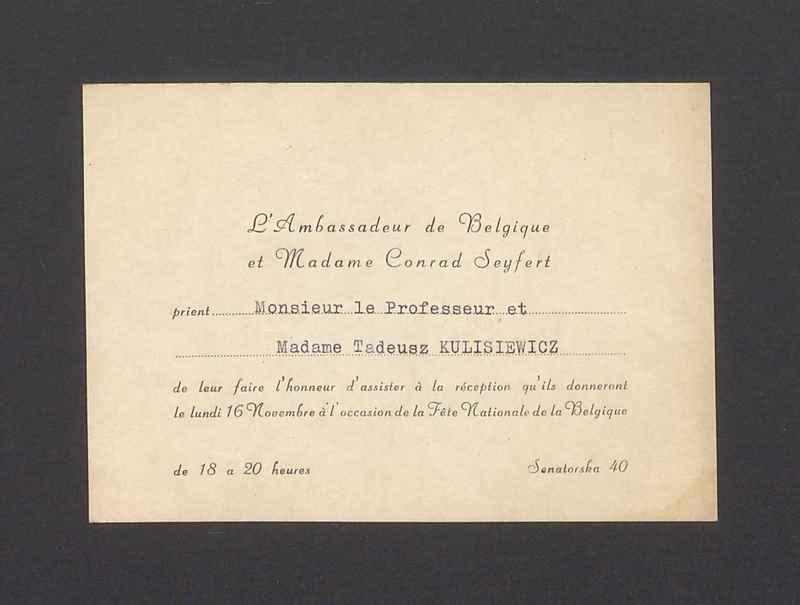 L'Ambassadeur de Belgique
et Madame Conrad Seyfert
prient Monsieur le Professeur et
Madame Tadeusz KULISIEWICZ
de leur faire l'honneur d'assister à la réception qu'ils donneront
le lundi 16 Novembre à l'occasion de la Fête Nationale de la Belgique
de 18 a 20 heures Senatorska 40